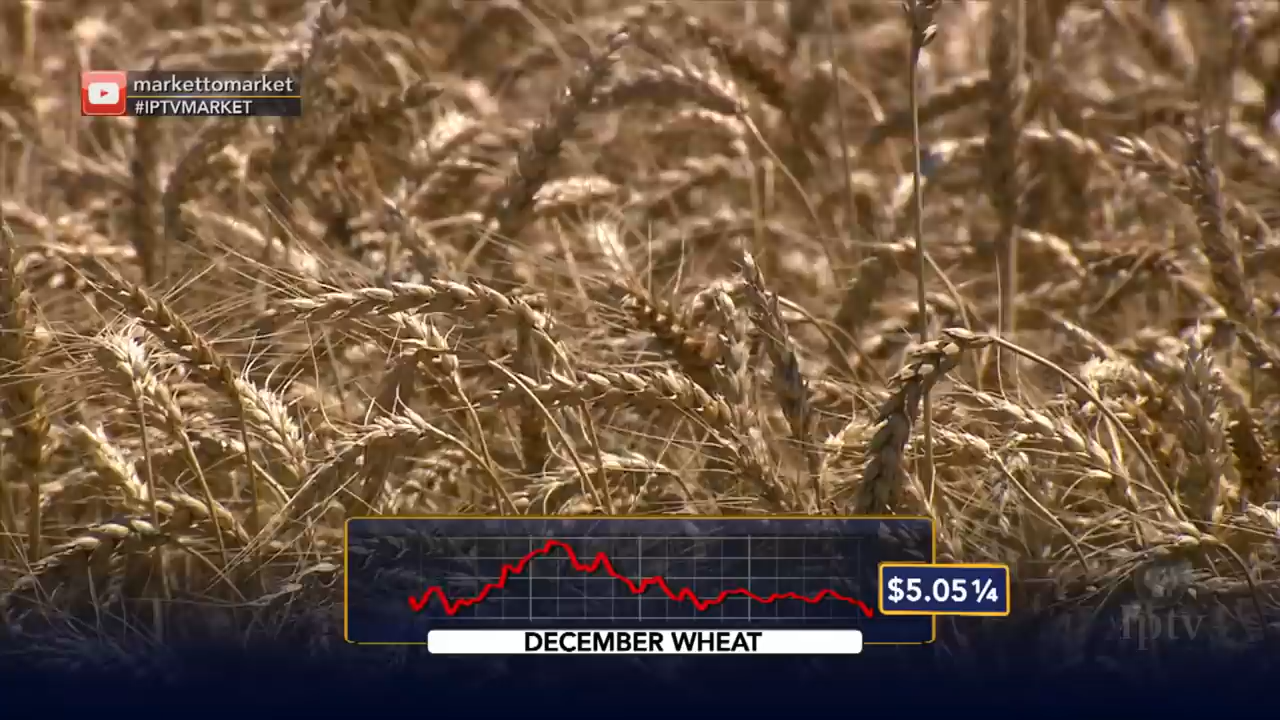 markettomarket
#IPTVMARKET
$5.05¼
DECEMBER WHEAT
iptv